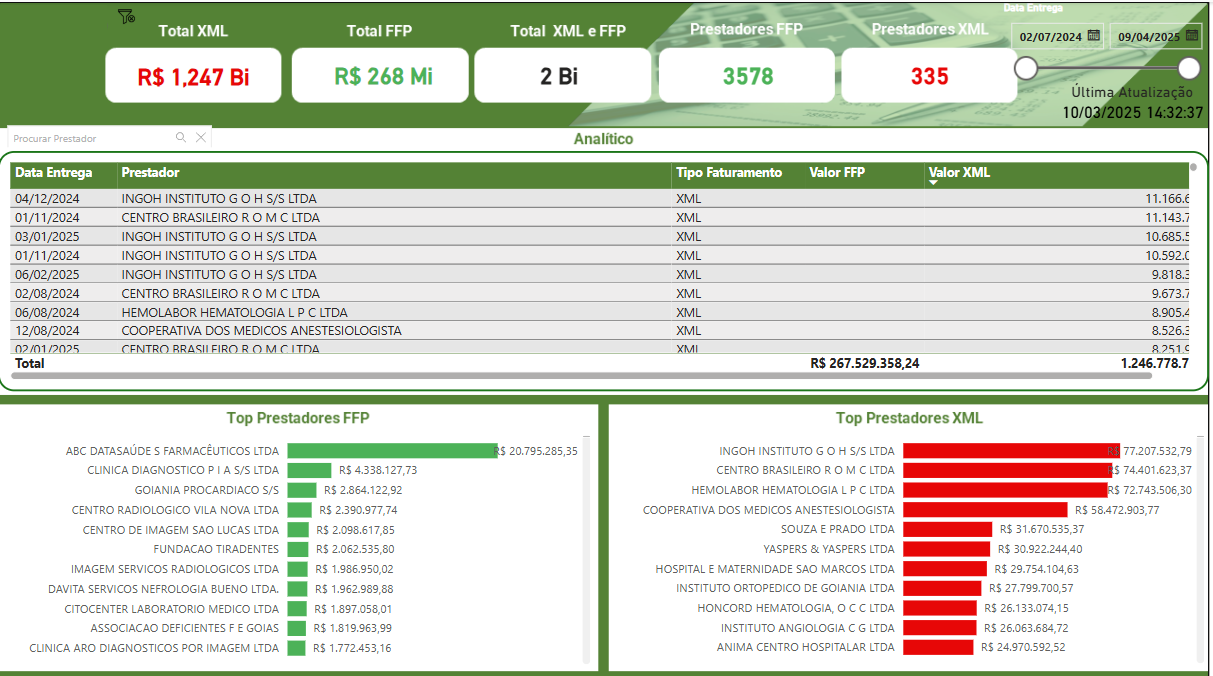 Data Entrega
Total XML Total FFP Total XML e FFP Prestadores FFP Prestadores XML
02/07/2024 09/04/2025
R$ 1,247 Bi R$ 268 Mi 2 Bi 3578 335
Última Atualização
10/03/2025 14:32:37
Procurar Prestador
Analítico
Data Entrega Prestador Tipo Faturamento Valor FFP Valor XML
04/12/2024 INGOH INSTITUTO G O H S/S LTDA XML 11.166.6
01/11/2024 CENTRO BRASILEIRO R O M C LTDA XML 11.143.7
03/01/2025 INGOH INSTITUTO G O H S/S LTDA XML 10.685.5
01/11/2024 INGOH INSTITUTO G O H S/S LTDA XML 10.592.0
06/02/2025 INGOH INSTITUTO G O H S/S LTDA XML 9.818.3
02/08/2024 CENTRO BRASILEIRO R O M C LTDA XML 9.673.7
06/08/2024 HEMOLABOR HEMATOLOGIA L P C LTDA XML 8.905.4
12/08/2024 COOPERATIVA DOS MEDICOS ANESTESIOLOGISTA XML 8.526.3
02/01/2025 CENTRO BRASILEIRO R O M C LTDA XML 8.251.9
Total R$ 267.529.358,24 1.246.778.7
Top Prestadores FFP
ABC DATASAÚDE S FARMACÊUTICOS LTDA R$ 20.795.285,35
CLINICA DIAGNOSTICO P I A S/S LTDA R$ 4.338.127,73
GOIANIA PROCARDIACO S/S R$ 2.864.122,92
CENTRO RADIOLOGICO VILA NOVA LTDA R$ 2.390.977,74
CENTRO DE IMAGEM SAO LUCAS LTDA R$ 2.098.617,85
FUNDACAO TIRADENTES R$ 2.062.535,80
IMAGEM SERVICOS RADIOLOGICOS LTDA R$ 1.986.950,02
DAVITA SERVICOS NEFROLOGIA BUENO LTDA. R$ 1.962.989,88
CITOCENTER LABORATORIO MEDICO LTDA R$ 1.897.058,01
ASSOCIACAO DEFICIENTES F E GOIAS R$ 1.819.963,99
CLINICA ARO DIAGNOSTICOS POR IMAGEM LTDA R$ 1.772.453,16
Top Prestadores XML
INGOH INSTITUTO G O H S/S LTDA R$ 77.207.532,79
CENTRO BRASILEIRO R O M C LTDA R$ 74.401.623,37
HEMOLABOR HEMATOLOGIA L P C LTDA R$ 72.743.506,30
COOPERATIVA DOS MEDICOS ANESTESIOLOGISTA R$ 58.472.903,77
SOUZA E PRADO LTDA R$ 31.670.535,37
YASPERS & YASPERS LTDA R$ 30.922.244,40
HOSPITAL E MATERNIDADE SAO MARCOS LTDA R$ 29.754.104,63
INSTITUTO ORTOPEDICO DE GOIANIA LTDA R$ 27.799.700,57
HONCORD HEMATOLOGIA, O C C LTDA R$ 26.133.074,15
INSTITUTO ANGIOLOGIA C G LTDA R$ 26.063.684,72
ANIMA CENTRO HOSPITALAR LTDA R$ 24.970.592,52